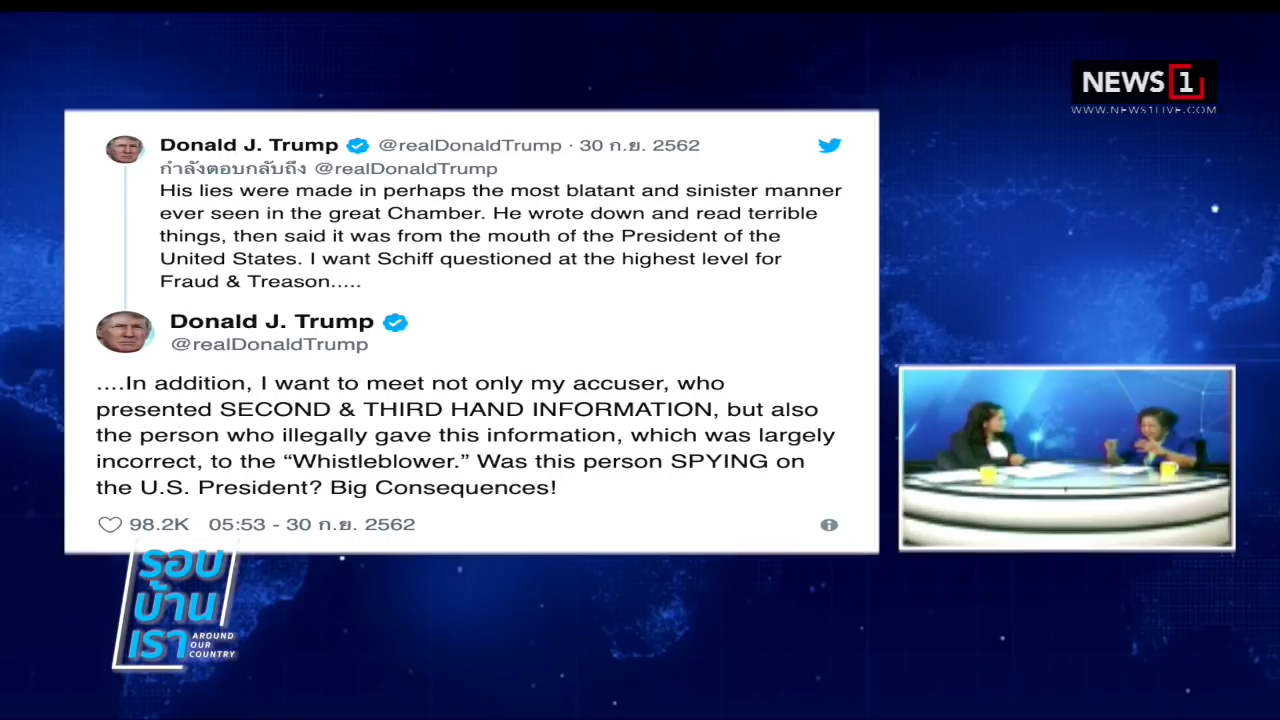 NEWS 1
WWW.NEWS1LIVE.COM
Donald J. Trump @realDonaldTrump · 30 ก.ย. 2562
กำลังตอบกลับถึง @realDonaldTrump
His lies were made in perhaps the most blatant and sinister manner
ever seen in the great Chamber. He wrote down and read terrible
things, then said it was from the mouth of the President of the
United States. I want Schiff questioned at the highest level for
Fraud & Treason.....
Donald J. Trump
@realDonaldTrump
....In addition, I want to meet not only my accuser, who
presented SECOND & THIRD HAND INFORMATION, but also
the person who illegally gave this information, which was largely
incorrect, to the “Whistleblower.” Was this person SPYING on
the U.S. President? Big Consequences!
98.2K 05:53 - 30 ก.ย. 2562
รอบ
บ้าน
เรา
AROUND
OUR
COUNTRY